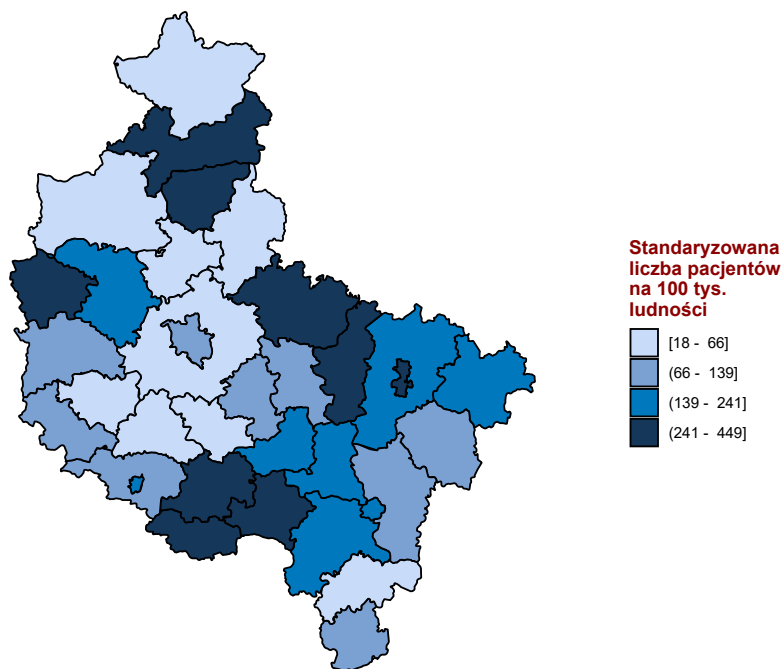 Standaryzowana
liczba pacjentów
na 100 tys.
ludności
[18 - 66]
(66 - 139]
(139 - 241]
(241 - 449]